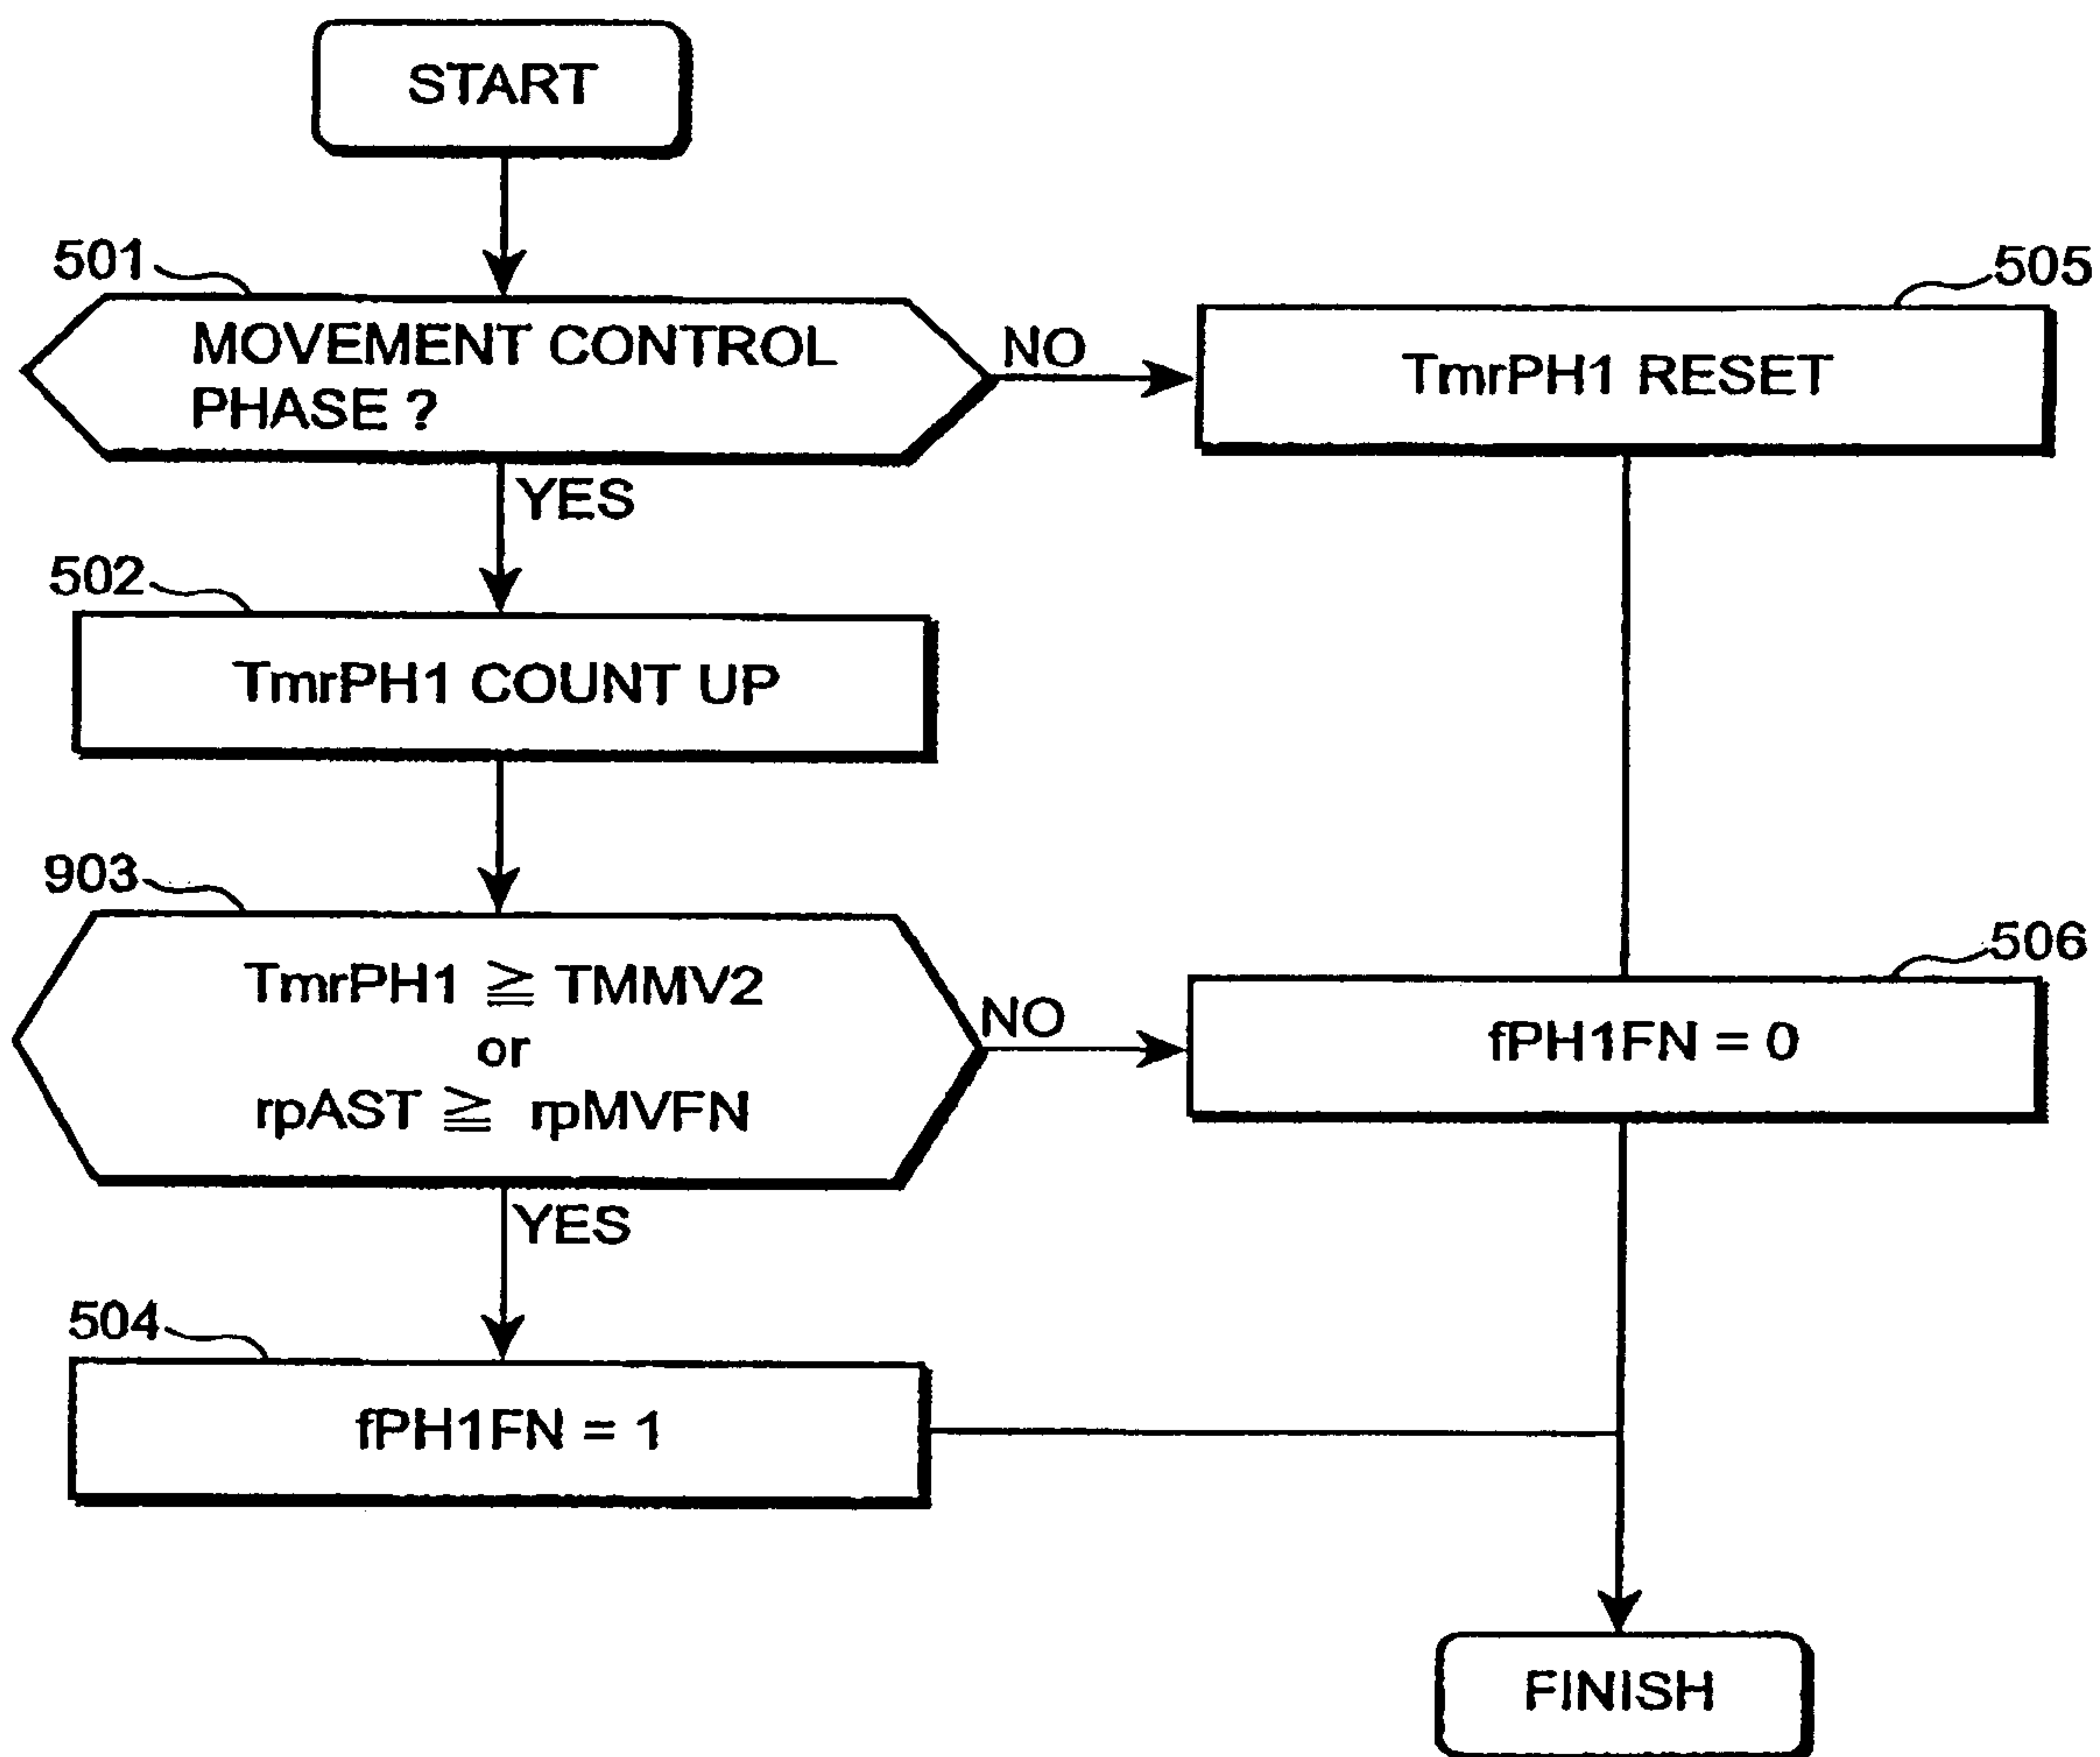 START
501
MOVEMENT CONTROL
PHASE ?
NO
505
TmrPH1 RESET
YES
502
TmrPH1 COUNT UP
903
TmrPH1 ≧ TMMV2
or
rpAST ≧ rpMVFN
NO
506
fPH1FN = 0
YES
504
fPH1FN = 1
FINISH